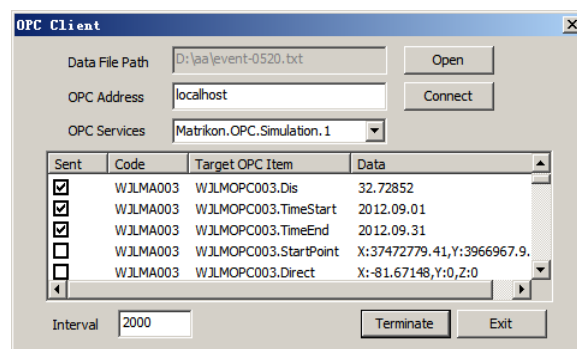 OPC Client
Data File Path D:\aa\event-0520.txt Open
OPC Address localhost Connect
OPC Services Matrikon.OPC.Simulation.1
Sent Code Target OPC Item Data
WJLMA003 WJLMOPC003.Dis 32.72852
WJLMA003 WJLMOPC003.TimeStart 2012.09.01
WJLMA003 WJLMOPC003.TimeEnd 2012.09.31
WJLMA003 WJLMOPC003.StartPoint X:37472779.41,Y:3966967.9.
WJLMA003 WJLMOPC003.Direct X:-81.67148,Y:0,Z:0
Interval 2000 Terminate Exit